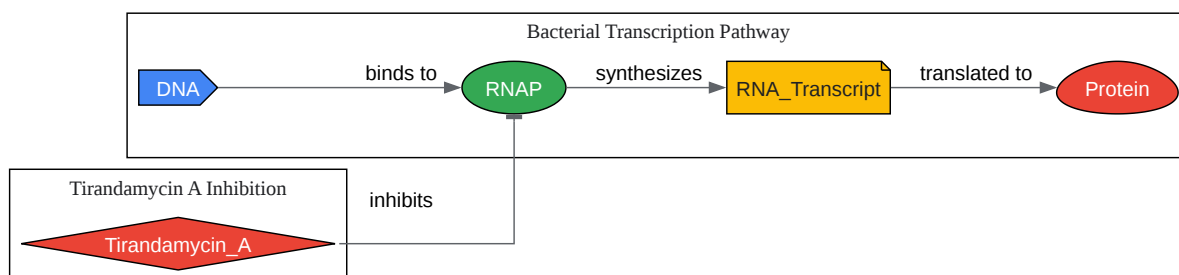 Bacterial Transcription Pathway
DNA
binds to
RNAP
synthesizes
RNA_Transcript
translated to
Protein
Tirandamycin A Inhibition
Tirandamycin_A
inhibits